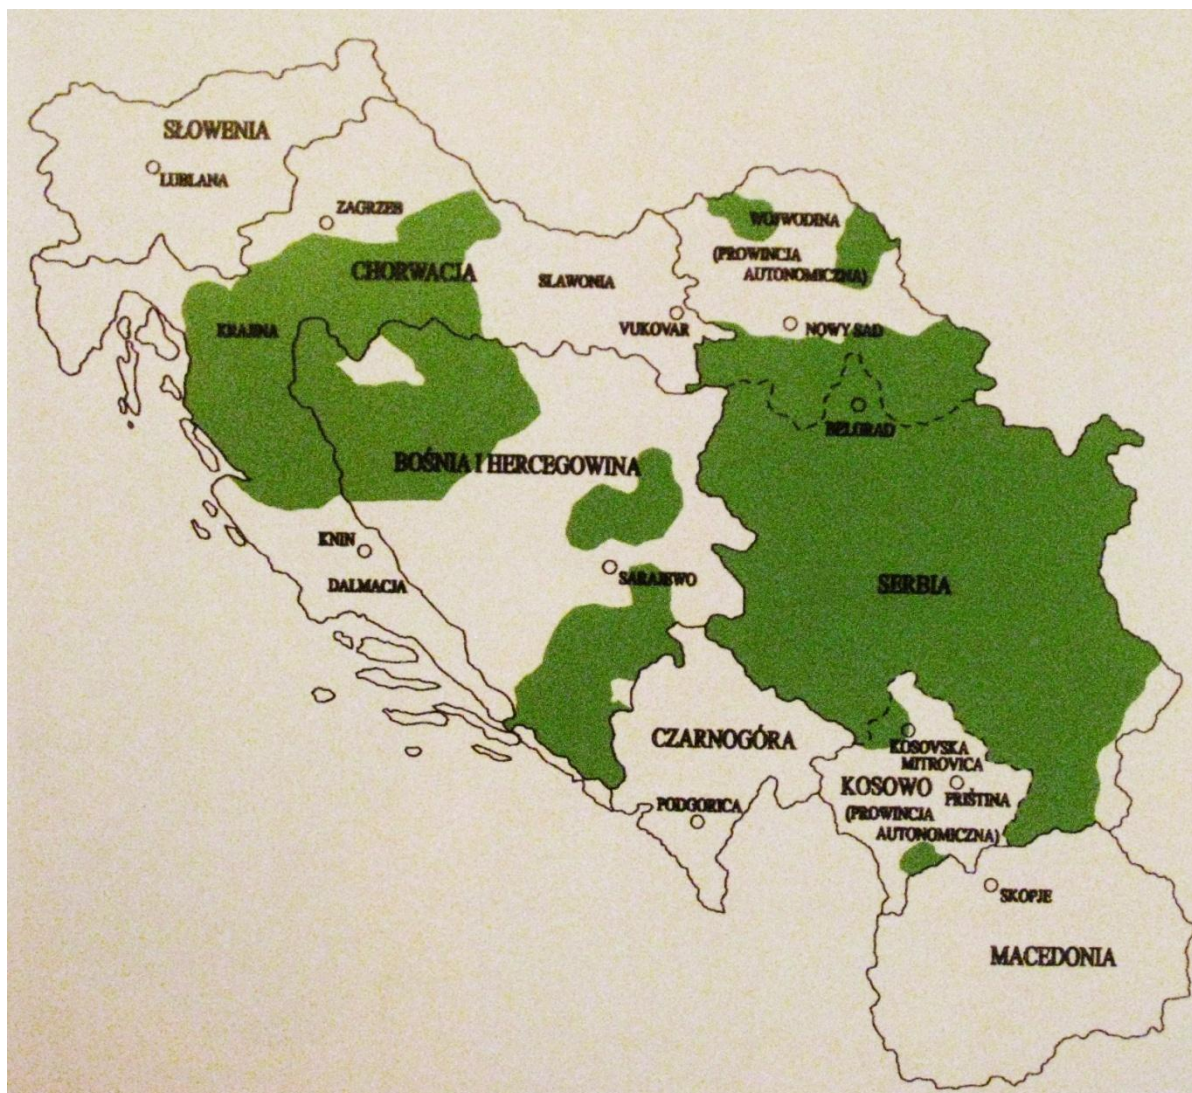 SŁOWENIA
LUBLANA
ZAGRZEB
WOJWODINA
(PROWINCJA
AUTONOMICZNA)
CHORWACJA
SŁAWONIA
KRAJINA
VUKOVAR
NOWY SAD
BELGRAD
BOŚNIA I HERCEGOWINA
KNIN
DALMACJA
SARAJEWO
SERBIA
CZARNOGÓRA
KOSOVSKA
MITROVICA
KOSOWO
PRIŠTINA
(PROWINCJA
AUTONOMICZNA)
PODGORICA
SKOPJE
MACEDONIA